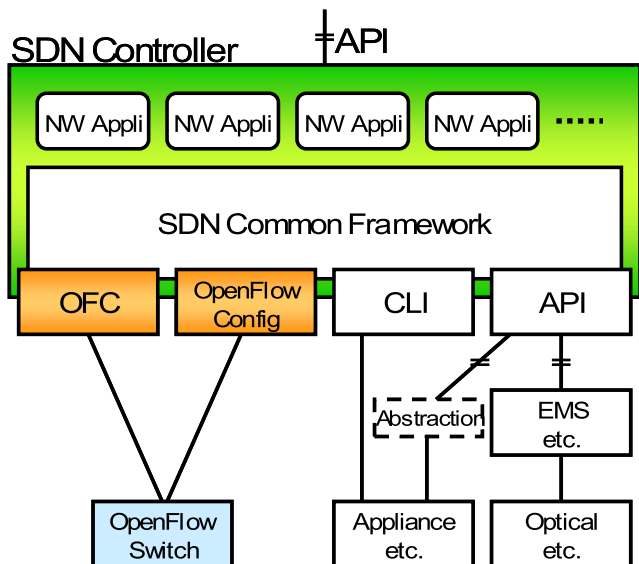 SDN Controller
API
NW Appli
NW Appli
NW Appli
NW Appli
SDN Common Framework
OFC
OpenFlow
Config
CLI
API
Abstraction
EMS
etc.
OpenFlow
Switch
Appliance
etc.
Optical
etc.